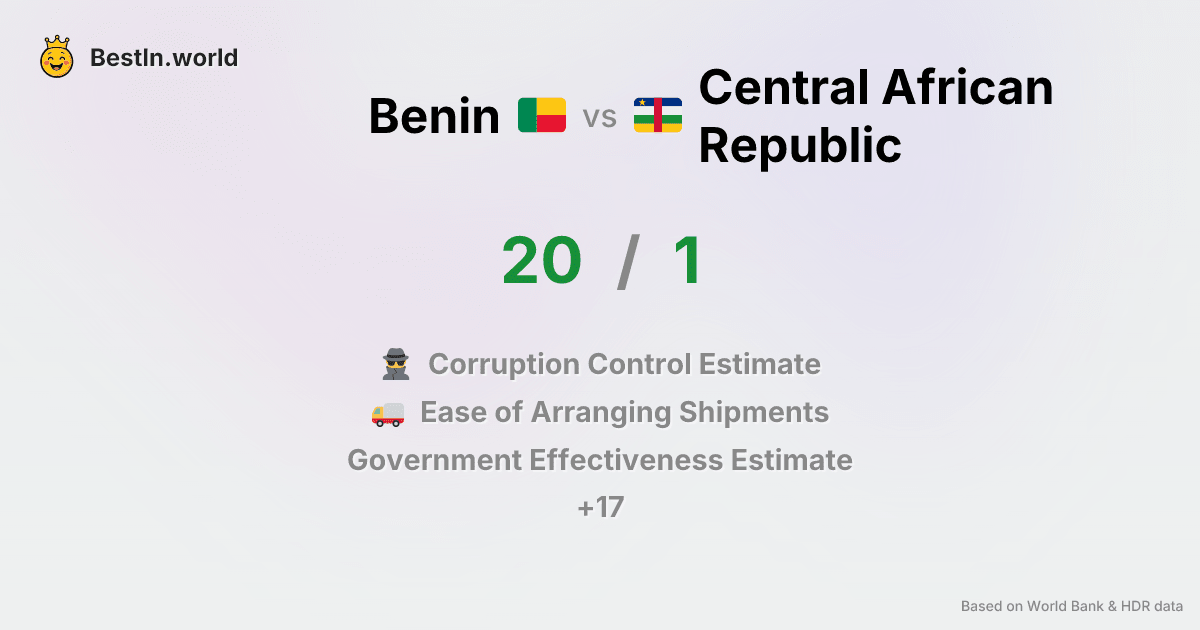 BestIn.world
Benin vs Central African
Republic
20 / 1
Corruption Control Estimate
Ease of Arranging Shipments
Government Effectiveness Estimate
+17
Based on World Bank & HDR data